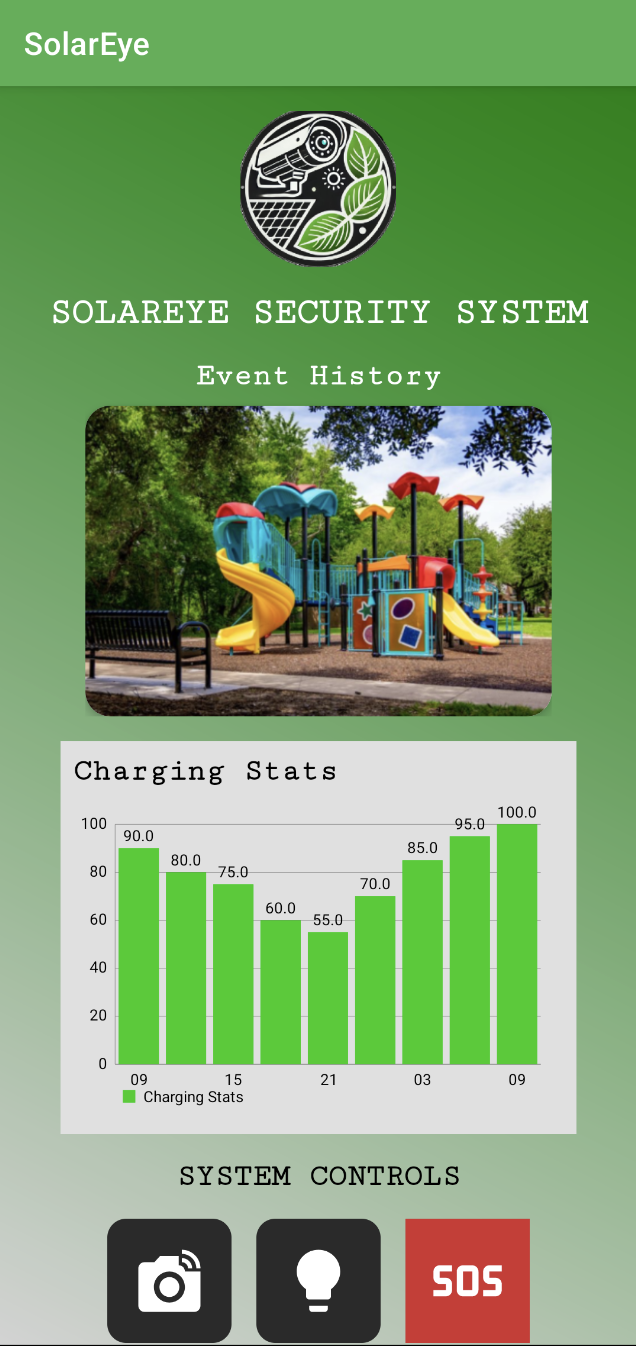 SolarEye
SOLAREYE SECURITY SYSTEM
Event History
Charging Stats
100.0
95.0
100
90.0
85.0
80.0
80
75.0
70.0
60.0
60
55.0
40
20
0
09 15 21 03 09
Charging Stats
SYSTEM CONTROLS
SOS